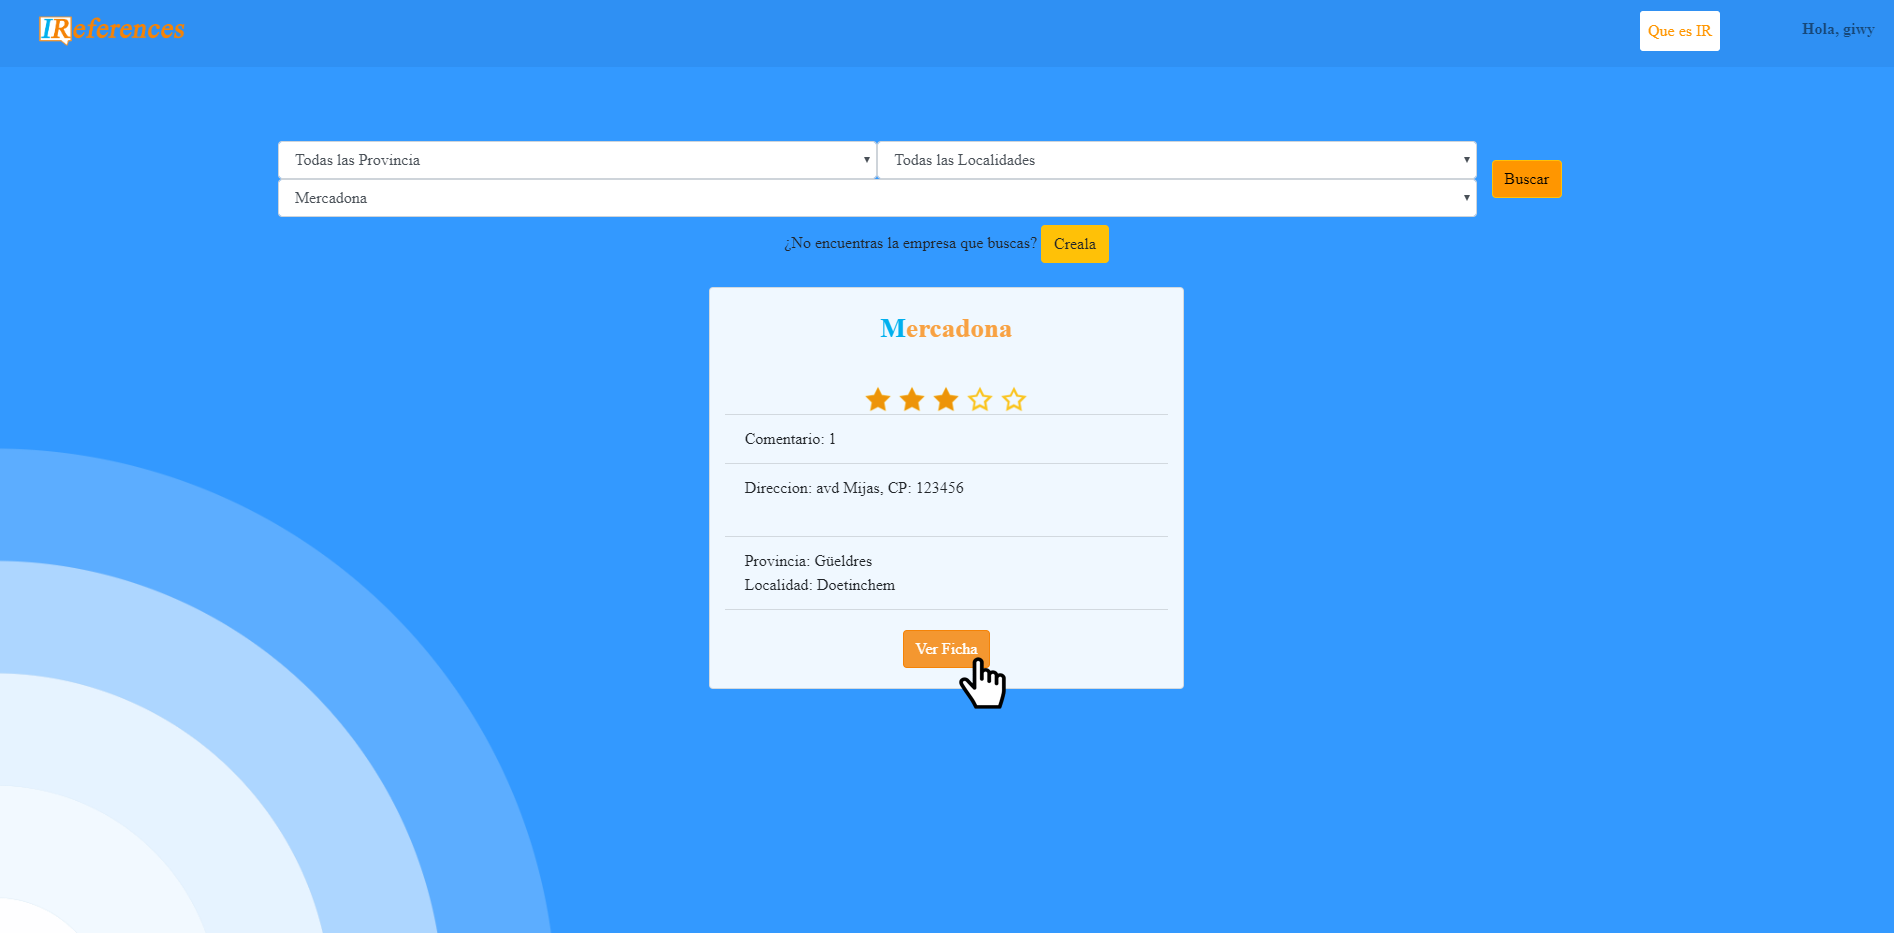 IReferences
Que es IR
Hola, giwy
Todas las Provincia
Todas las Localidades
Mercadona
Buscar
¿No encuentras la empresa que buscas? Creala
Mercadona
Comentario: 1
Direccion: avd Mijas, CP: 123456
Provincia: Güeldres
Localidad: Doetinchem
Ver Ficha